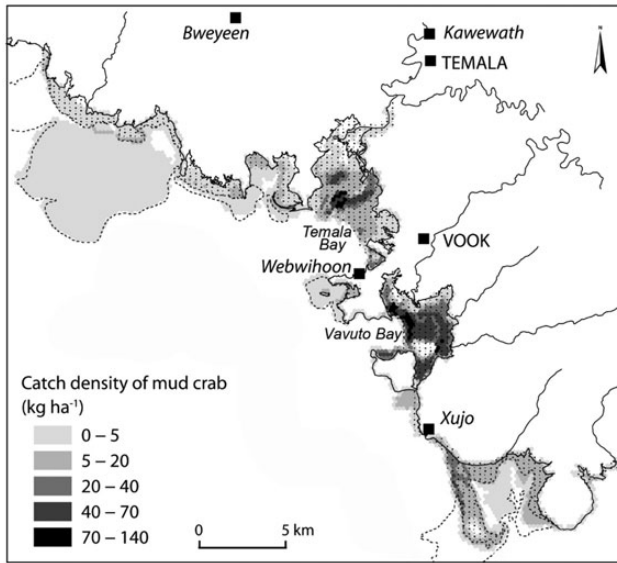 Bweyeen
Kawewath
TEMALA
Temala
Bay
VOOK
Webwihoon
Vavuto Bay
Xujo
Catch density of mud crab
(kg ha⁻¹)
0 – 5
5 – 20
20 – 40
40 – 70
70 – 140
0 5 km